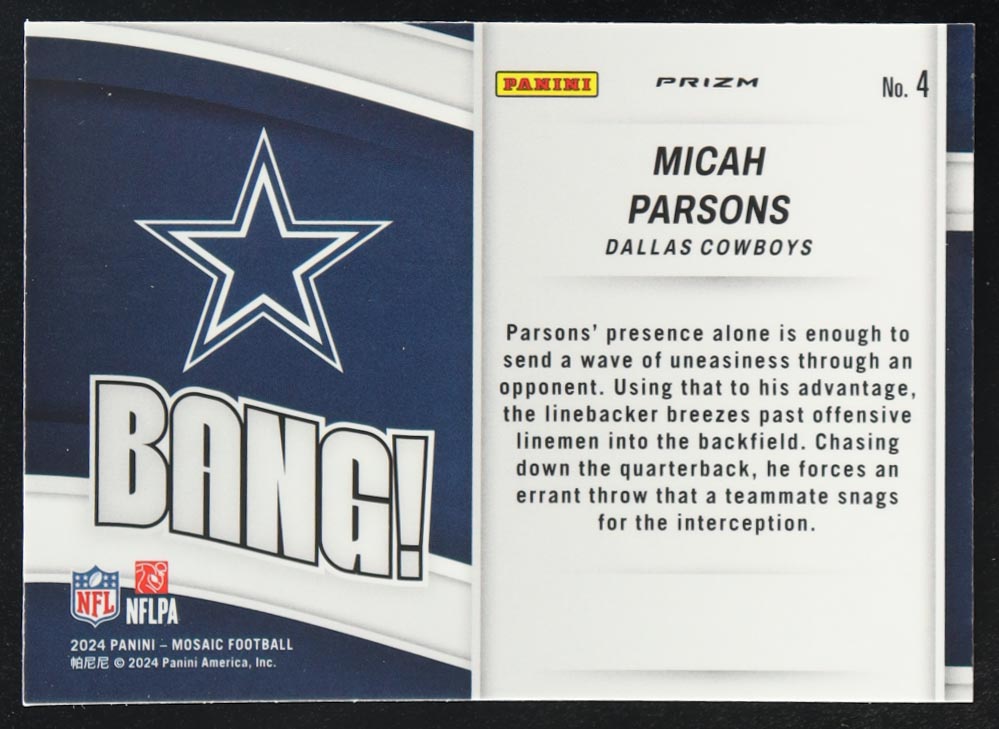 PANINI
PRIZM
No. 4
MICAH
PARSONS
DALLAS COWBOYS
Parsons' presence alone is enough to
send a wave of uneasiness through an
opponent. Using that to his advantage,
the linebacker breezes past offensive
linemen into the backfield. Chasing
down the quarterback, he forces an
errant throw that a teammate snags
for the interception.
BANG!
NFL
NFLPA
2024 PANINI – MOSAIC FOOTBALL
帕尼尼 © 2024 Panini America, Inc.